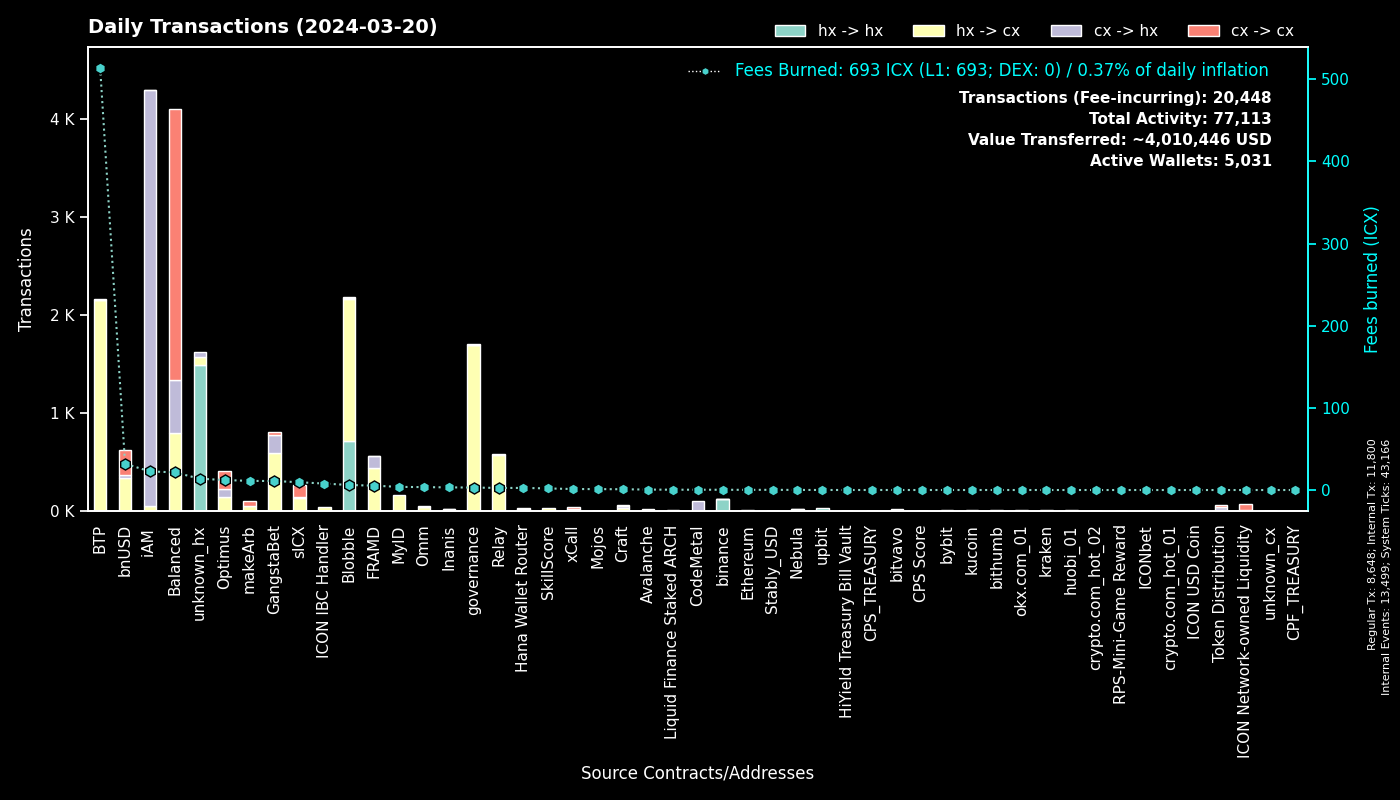 Daily Transactions (2024-03-20)
hx -> hx
hx -> cx
cx -> hx
cx -> cx
Fees Burned: 693 ICX (L1: 693; DEX: 0) / 0.37% of daily inflation
Transactions (Fee-incurring): 20,448
Total Activity: 77,113
Value Transferred: ~4,010,446 USD
Active Wallets: 5,031
Transactions
4 K
3 K
2 K
1 K
0 K
500
400
300
200
100
0
Fees burned (ICX)
BTP
bnUSD
iAM
Balanced
unknown_hx
Optimus
makeArb
GangstaBet
sICX
ICON IBC Handler
Blobble
FRAMD
MyID
Omm
Inanis
governance
Relay
Hana Wallet Router
SkillScore
xCall
Mojos
Craft
Avalanche
Liquid Finance Staked ARCH
CodeMetal
binance
Ethereum
Stably_USD
Nebula
upbit
HiYield Treasury Bill Vault
CPS_TREASURY
bitvavo
CPS Score
bybit
kucoin
bithumb
okx.com_01
kraken
huobi_01
crypto.com_hot_02
RPS-Mini-Game Reward
ICONbet
crypto.com_hot_01
ICON USD Coin
Token Distribution
ICON Network-owned Liquidity
unknown_cx
CPF_TREASURY
Source Contracts/Addresses
Regular Tx: 8,648; Internal Tx: 11,800
Internal Events: 13,499; System Ticks: 43,166